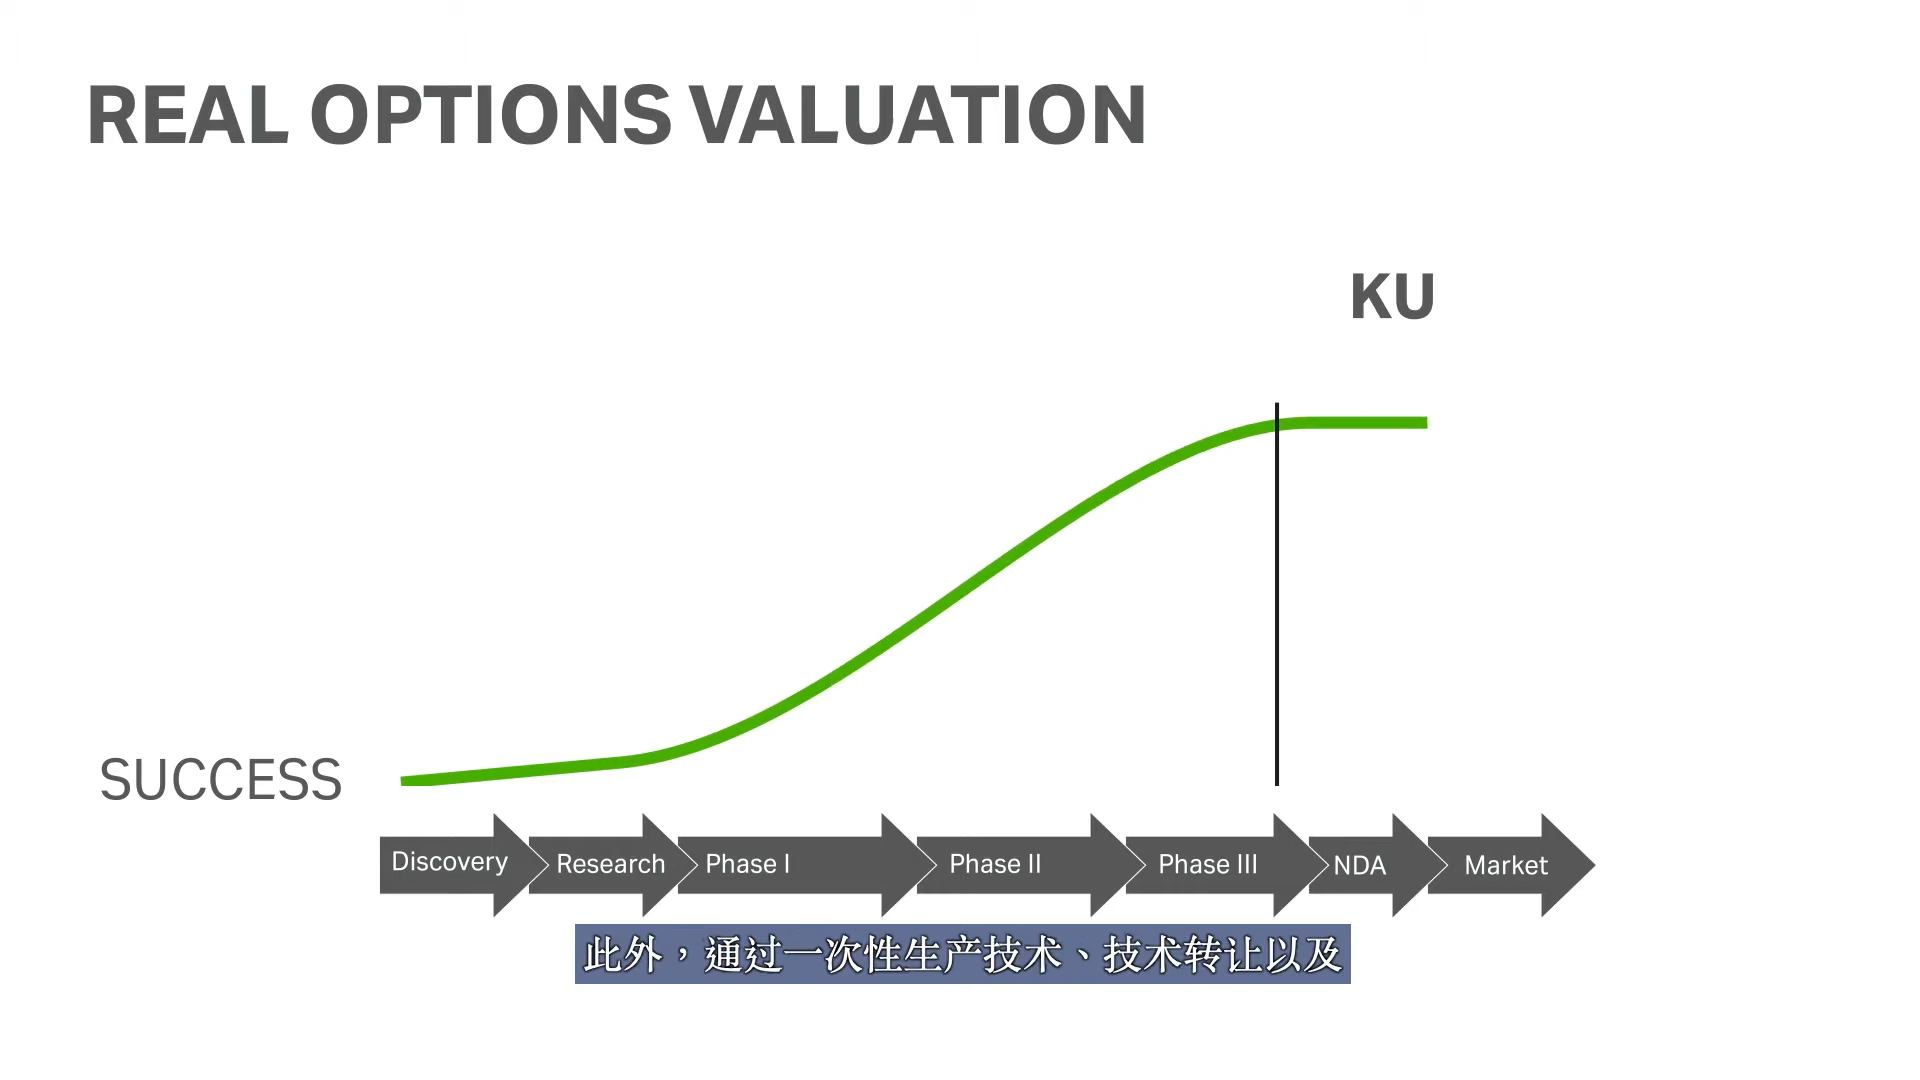 REAL OPTIONS VALUATION
KU
SUCCESS
Discovery
Research
Phase I
Phase II
Phase III
NDA
Market
此外，通过一次性生产技术、技术转让以及